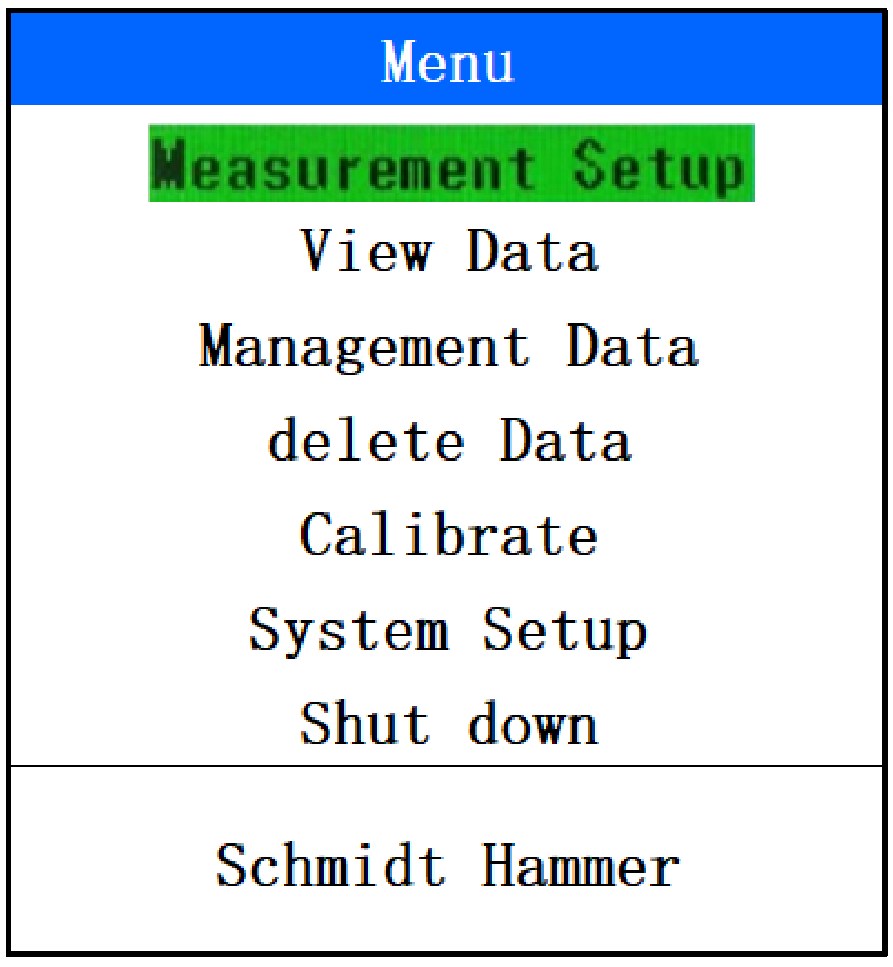 Menu
Measurement Setup
View Data
Management Data
delete Data
Calibrate
System Setup
Shut down
Schmidt Hammer